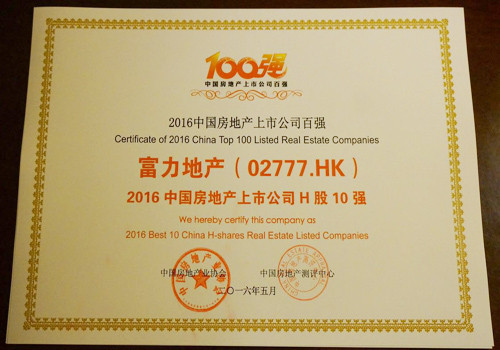 100强
中国房地产上市公司百强
2016中国房地产上市公司百强
Certificate of 2016 China Top 100 Listed Real Estate Companies
富力地产（02777.HK）
2016 中国房地产上市公司 H 股 10 强
We hereby certify this company as
2016 Best 10 China H-shares Real Estate Listed Companies
中国房地产业协会 中国房地产测评中心
二〇一六年五月